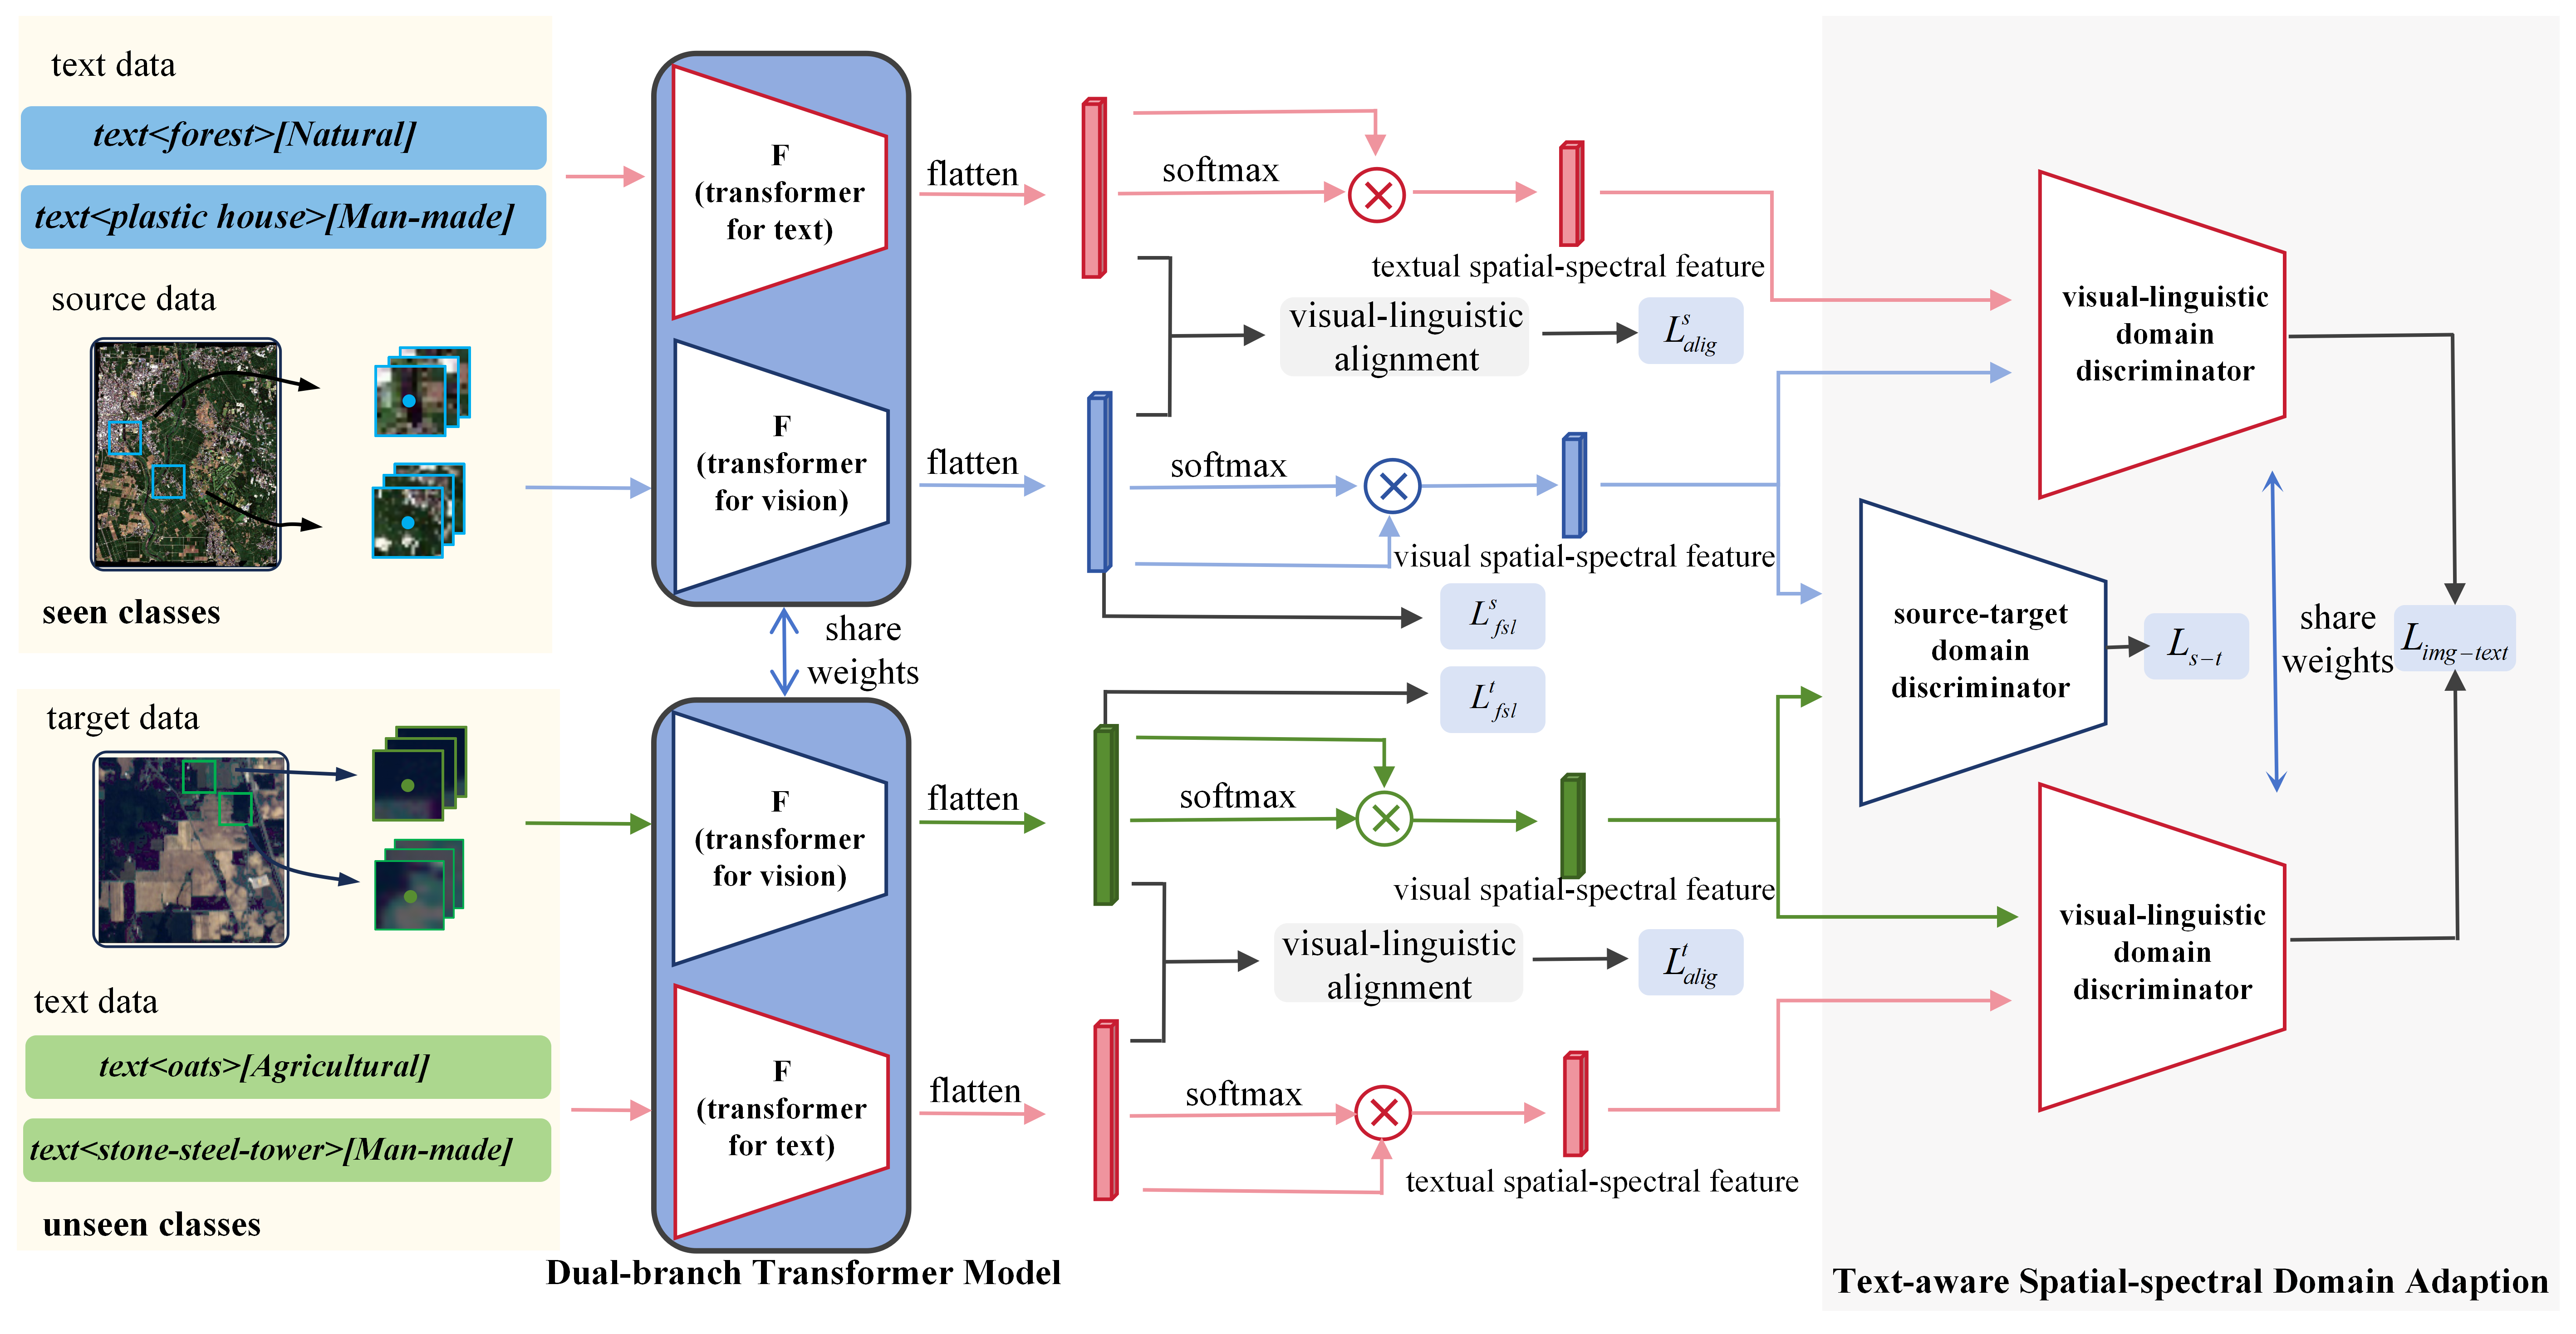 text data
text<forest>[Natural]
text<plastic house>[Man-made]
source data
seen classes
target data
text data
text<oats>[Agricultural]
text<stone-steel-tower>[Man-made]
unseen classes
F
(transformer
for text)
F
(transformer
for vision)
share
weights
F
(transformer
for vision)
F
(transformer
for text)
Dual-branch Transformer Model
flatten
flatten
flatten
flatten
softmax
textual spatial-spectral feature
visual-linguistic
alignment
L^s_{alig}
softmax
visual spatial-spectral feature
L^s_{fsl}
L^t_{fsl}
softmax
visual spatial-spectral feature
visual-linguistic
alignment
L^t_{alig}
softmax
textual spatial-spectral feature
visual-linguistic
domain
discriminator
source-target
domain
discriminator
L_{s-t}
share
weights
L_{img-text}
visual-linguistic
domain
discriminator
Text-aware Spatial-spectral Domain Adaption